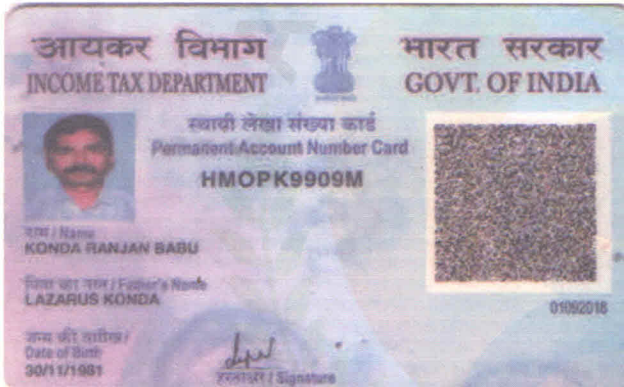 आयकर विभाग
INCOME TAX DEPARTMENT
भारत सरकार
GOVT. OF INDIA
स्थायी लेखा संख्या कार्ड
Permanent Account Number Card
HMOPK9909M
नाम / Name
KONDA RANJAN BABU
पिता का नाम / Father's Name
LAZARUS KONDA
जन्म की तारीख /
Date of Birth
30/11/1981
हस्ताक्षर / Signature
01092018